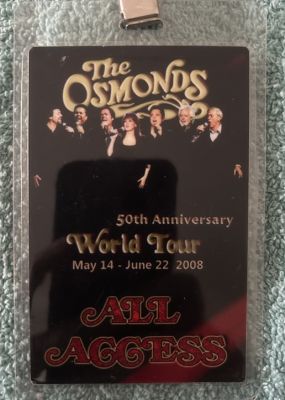 The
OSMONDS
50th Anniversary
World Tour
May 14 - June 22 2008
ALL
ACCESS